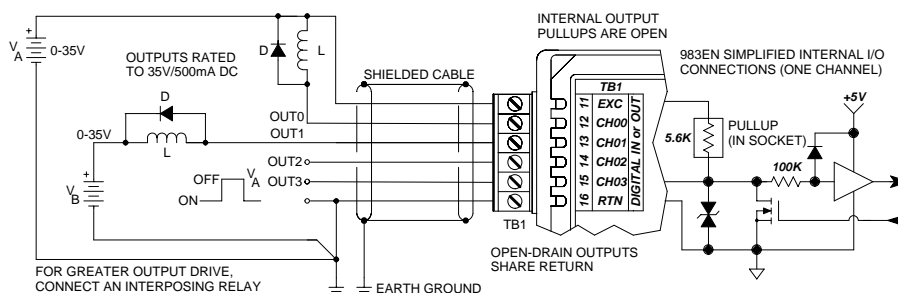 +
V
A
0-35V
OUTPUTS RATED
TO 35V/500mA DC
D
L
0-35V
D
L
+
V
B
OFF
ON
V
A
OUT0
OUT1
OUT2
OUT3
SHIELDED CABLE
FOR GREATER OUTPUT DRIVE,
CONNECT AN INTERPOSING RELAY
EARTH GROUND
INTERNAL OUTPUT
PULLUPS ARE OPEN
TB1
TB1
11 EXC
12 CH00
13 CH01
14 CH02
15 CH03
16 RTN
DIGITAL IN or OUT
OPEN-DRAIN OUTPUTS
SHARE RETURN
983EN SIMPLIFIED INTERNAL I/O
CONNECTIONS (ONE CHANNEL)
+5V
5.6K
PULLUP
(IN SOCKET)
100K